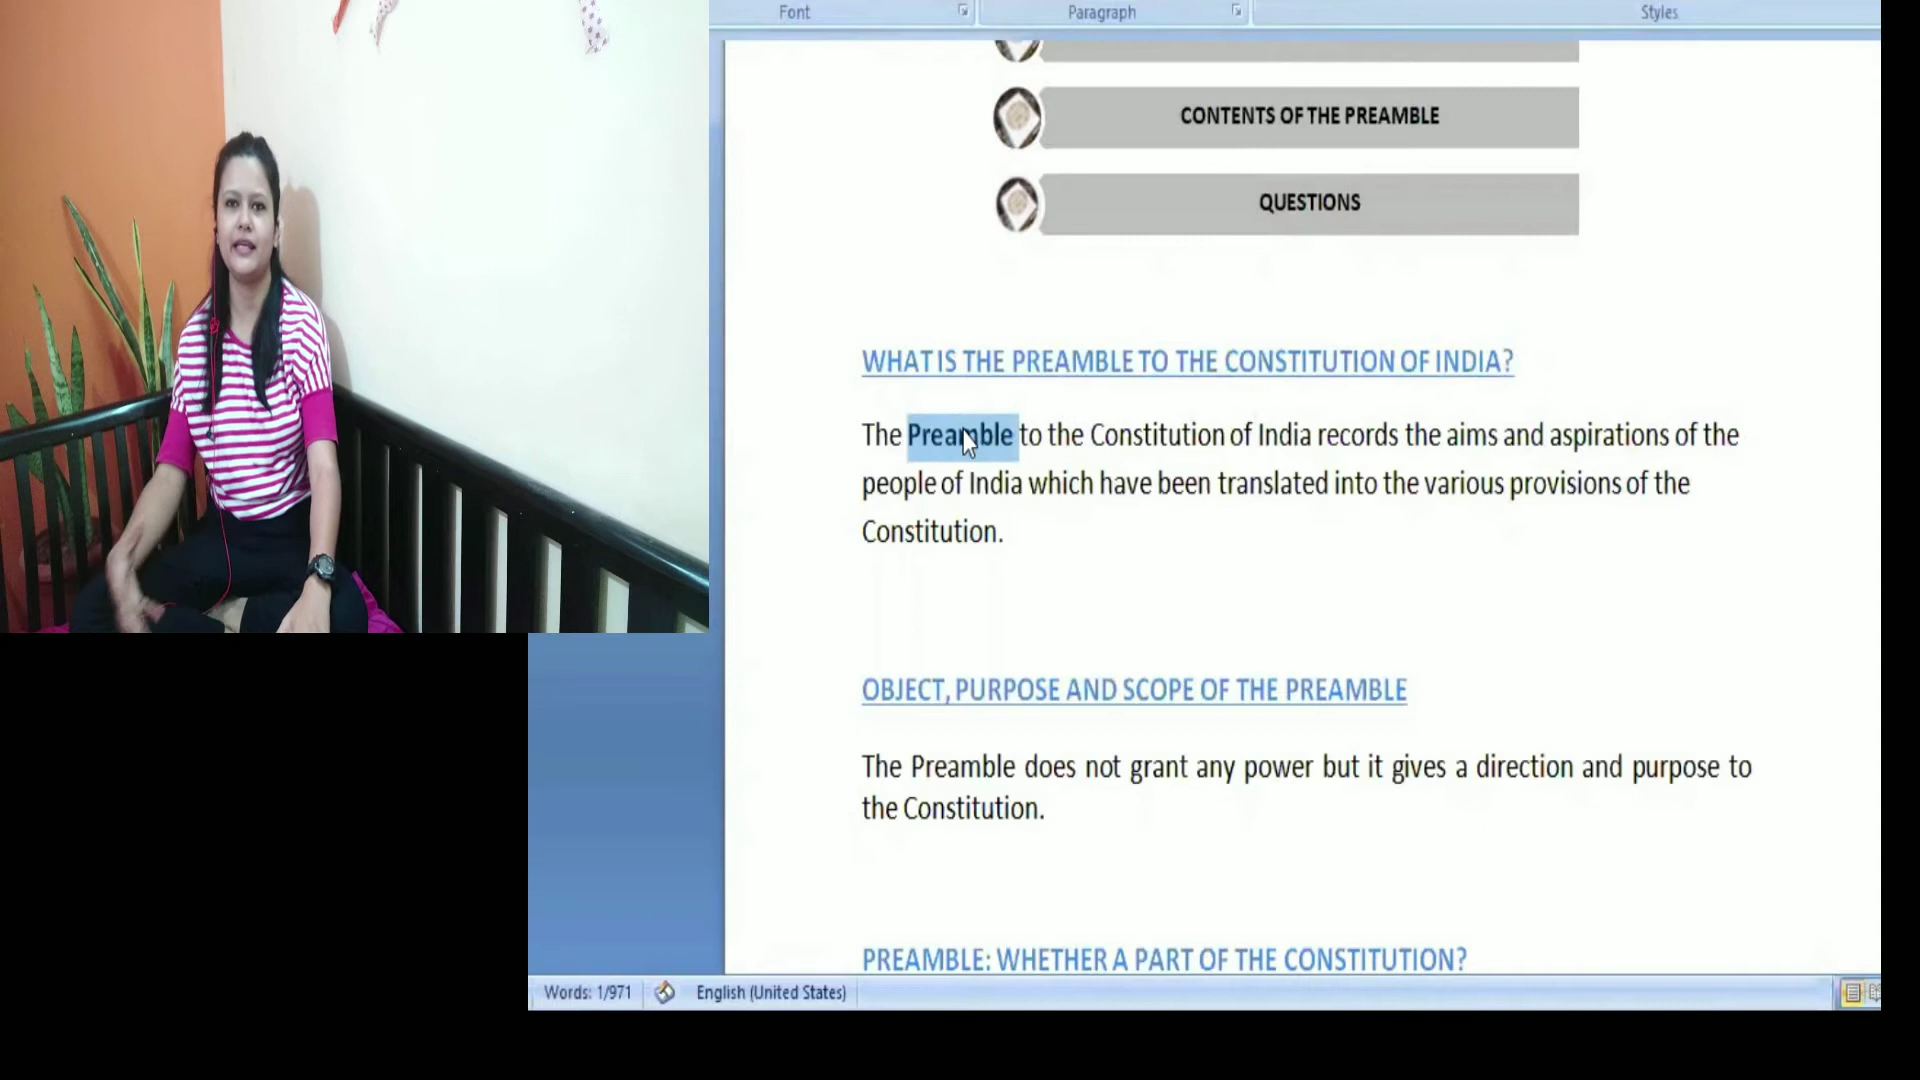 Font
Paragraph
Styles
CONTENTS OF THE PREAMBLE
QUESTIONS
WHAT IS THE PREAMBLE TO THE CONSTITUTION OF INDIA?
The Preamble to the Constitution of India records the aims and aspirations of the
people of India which have been translated into the various provisions of the
Constitution.
OBJECT, PURPOSE AND SCOPE OF THE PREAMBLE
The Preamble does not grant any power but it gives a direction and purpose to
the Constitution.
PREAMBLE: WHETHER A PART OF THE CONSTITUTION?
Words: 1/971
English (United States)